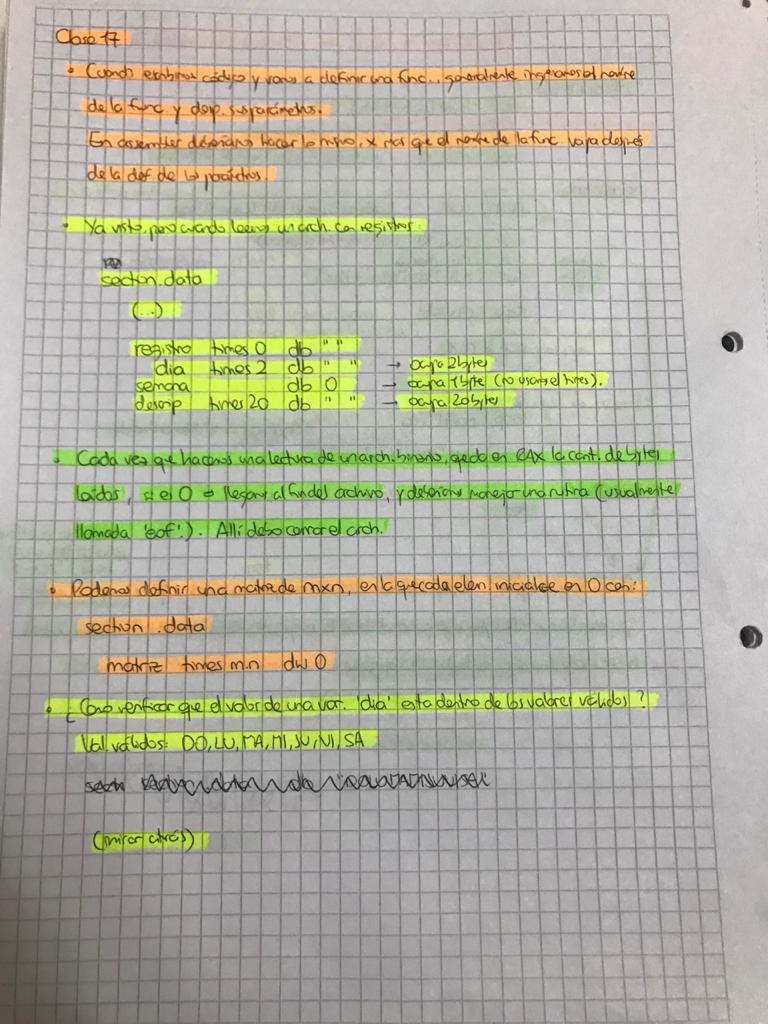 Clase 17
• Cuando escribimos código y vamos a definir una func., generalmente ingresamos el nombre
de la func y desp. sus parámetros.
En assembler deberíamos hacer lo mismo, x más que el nombre de la func vaya después
de la def de los parámetros.
• Ya visto, pero cuando leemos un arch. con registros:
section .data
(...)
registro times 0 db " "
dia times 2 db " " → ocupa 2 bytes
semana db 0 → ocupa 1 byte (no usamos el times).
descrip times 20 db " " → ocupa 20 bytes
• Cada vez que hacemos una lectura de un arch. binario, queda en RAX la cant. de bytes
leídos, si es 0 ⇒ llegamos al fin del archivo, y deberíamos manejar una rutina (usualmente
llamada 'eof'). Allí debo cerrar el arch.
• Podemos definir una matriz de mxn, en la que cada elem. inicialice en 0 con:
section .data
matriz times m.n dw 0
• ¿Cómo verificar que el valor de una var. 'dia' esta dentro de los valores válidos?
Val válidos: DO, LU, MA, MI, JU, VI, SA
(mirar atrás)